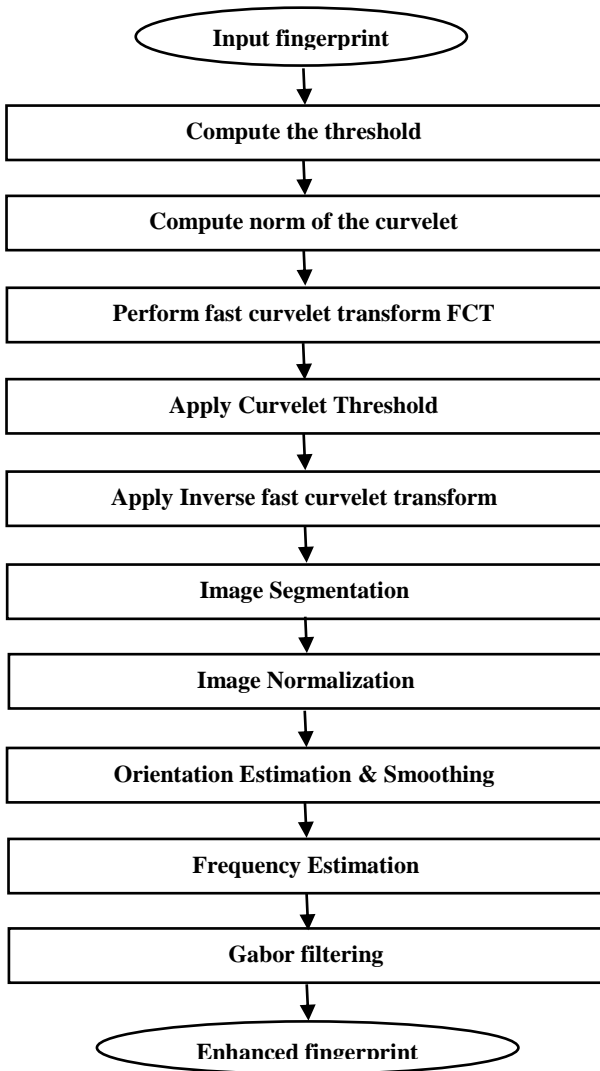 Input fingerprint
Compute the threshold
Compute norm of the curvelet
Perform fast curvelet transform FCT
Apply Curvelet Threshold
Apply Inverse fast curvelet transform
Image Segmentation
Image Normalization
Orientation Estimation & Smoothing
Frequency Estimation
Gabor filtering
Enhanced fingerprint